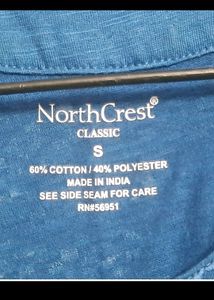 NorthCrest®
CLASSIC
S
60% COTTON / 40% POLYESTER
MADE IN INDIA
SEE SIDE SEAM FOR CARE
RN#56951